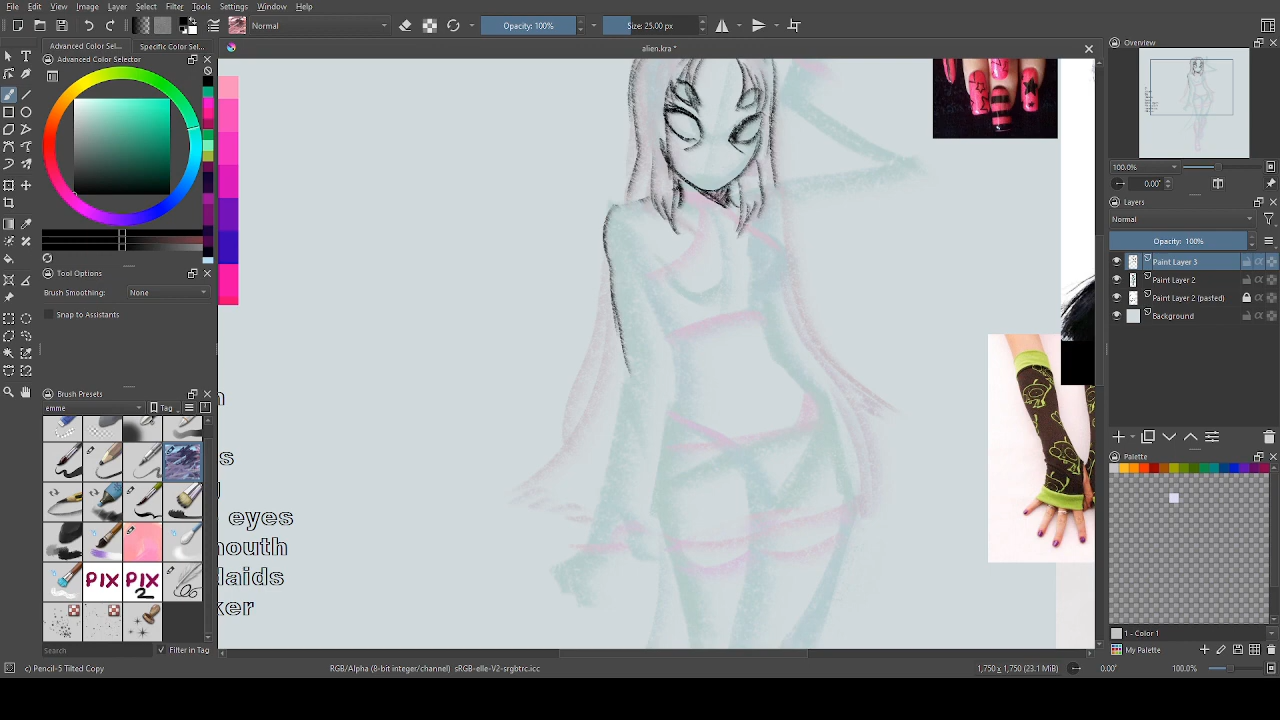 File Edit View Image Layer Select Filter Tools Settings Window Help
Normal Opacity: 100% Size: 25.00 px
Advanced Color Sel... Specific Color Sel...
alien.kra *
Advanced Color Selector
Tool Options
Brush Smoothing: None
Snap to Assistants
Brush Presets
emme Tag
PIX PIX 2
Search Filter in Tag
eyes
mouth
ker
Overview
100.0% 0.00°
Layers
Normal
Opacity: 100%
Paint Layer 3
Paint Layer 2
Paint Layer 2 (pasted)
Background
Palette
1 - Color 1
My Palette
c) Pencil-5 Tilted Copy RGB/Alpha (8-bit integer/channel) sRGB-elle-V2-srgbtrc.icc 1,750 x 1,750 (23.1 MiB) 0.00° 100.0%